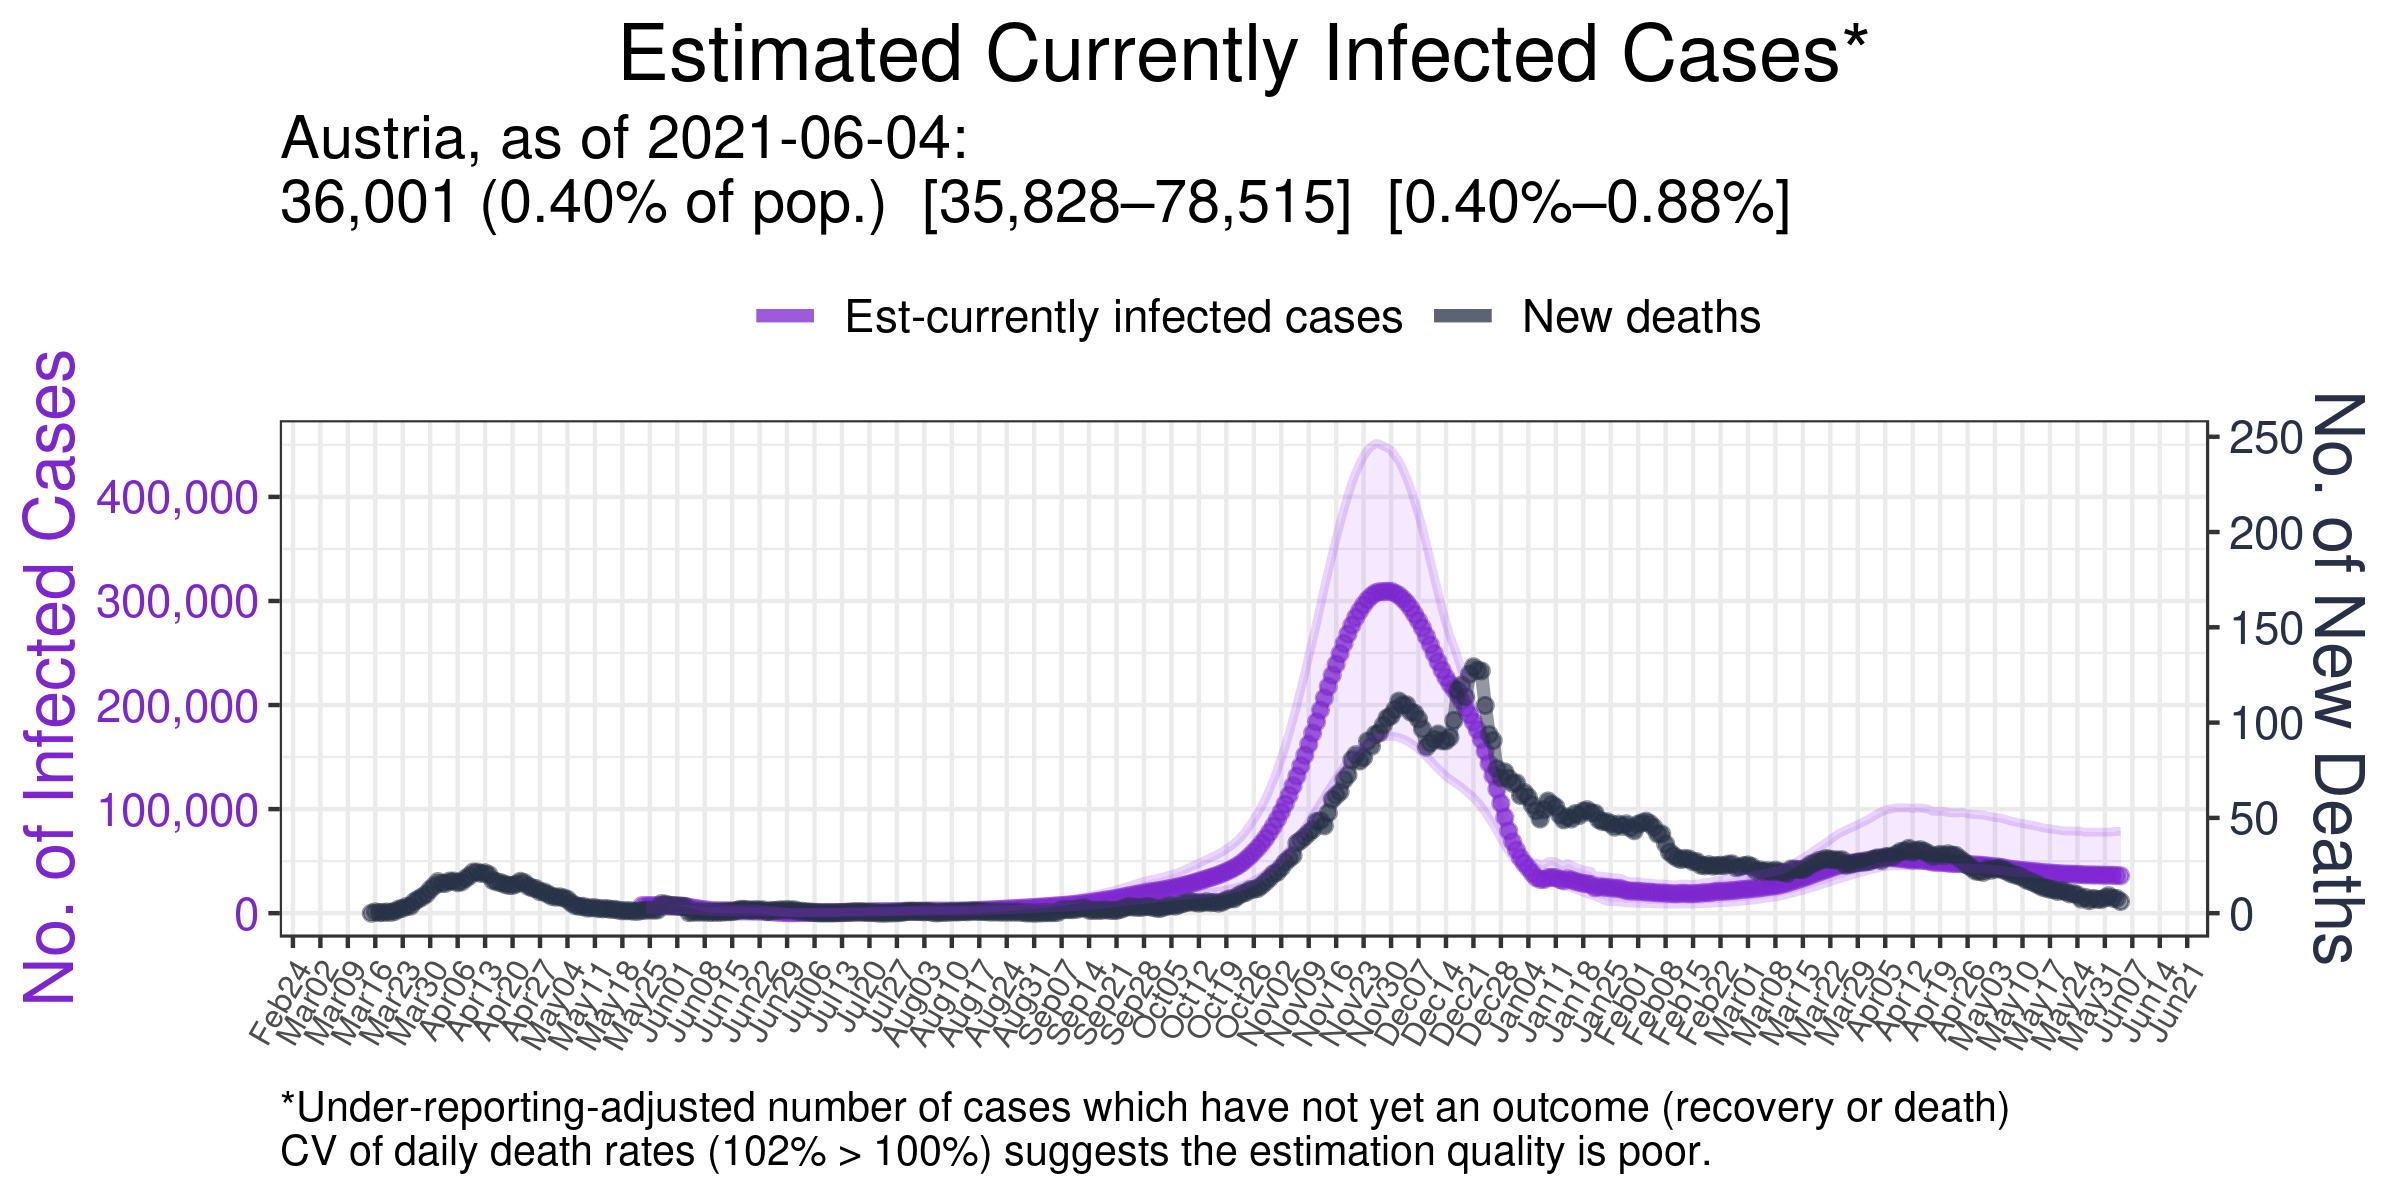 Estimated Currently Infected Cases*
Austria, as of 2021-06-04:
36,001 (0.40% of pop.) [35,828–78,515] [0.40%–0.88%]
Est-currently infected cases
New deaths
No. of Infected Cases
400,000
300,000
200,000
100,000
0
250
200
150
100
50
0
No. of New Deaths
Feb24
Mar02
Mar09
Mar16
Mar23
Mar30
Apr06
Apr13
Apr20
Apr27
May04
May11
May18
May25
Jun01
Jun08
Jun15
Jun22
Jun29
Jul06
Jul13
Jul20
Jul27
Aug03
Aug10
Aug17
Aug24
Aug31
Sep07
Sep14
Sep21
Sep28
Oct05
Oct12
Oct19
Oct26
Nov02
Nov09
Nov16
Nov23
Nov30
Dec07
Dec14
Dec21
Dec28
Jan04
Jan11
Jan18
Jan25
Feb01
Feb08
Feb15
Feb22
Mar01
Mar08
Mar15
Mar22
Mar29
Apr05
Apr12
Apr19
Apr26
May03
May10
May17
May24
May31
Jun07
Jun14
Jun21
*Under-reporting-adjusted number of cases which have not yet an outcome (recovery or death)
CV of daily death rates (102% > 100%) suggests the estimation quality is poor.